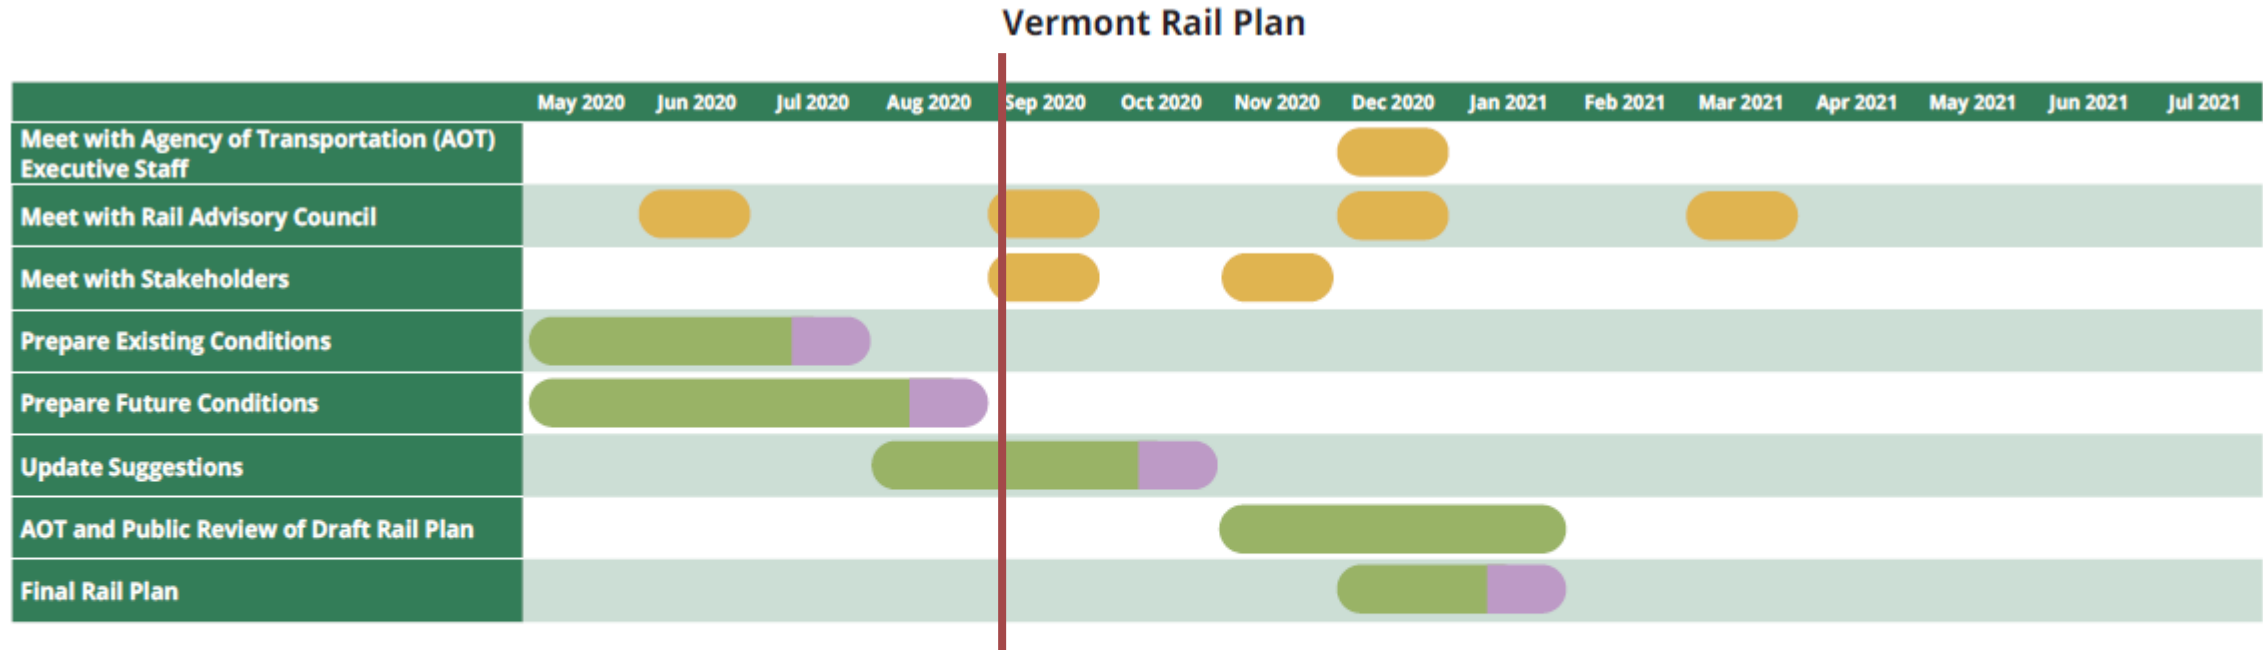 Vermont Rail Plan
May 2020 Jun 2020 Jul 2020 Aug 2020 Sep 2020 Oct 2020 Nov 2020 Dec 2020 Jan 2021 Feb 2021 Mar 2021 Apr 2021 May 2021 Jun 2021 Jul 2021
Meet with Agency of Transportation (AOT)
Executive Staff
Meet with Rail Advisory Council
Meet with Stakeholders
Prepare Existing Conditions
Prepare Future Conditions
Update Suggestions
AOT and Public Review of Draft Rail Plan
Final Rail Plan